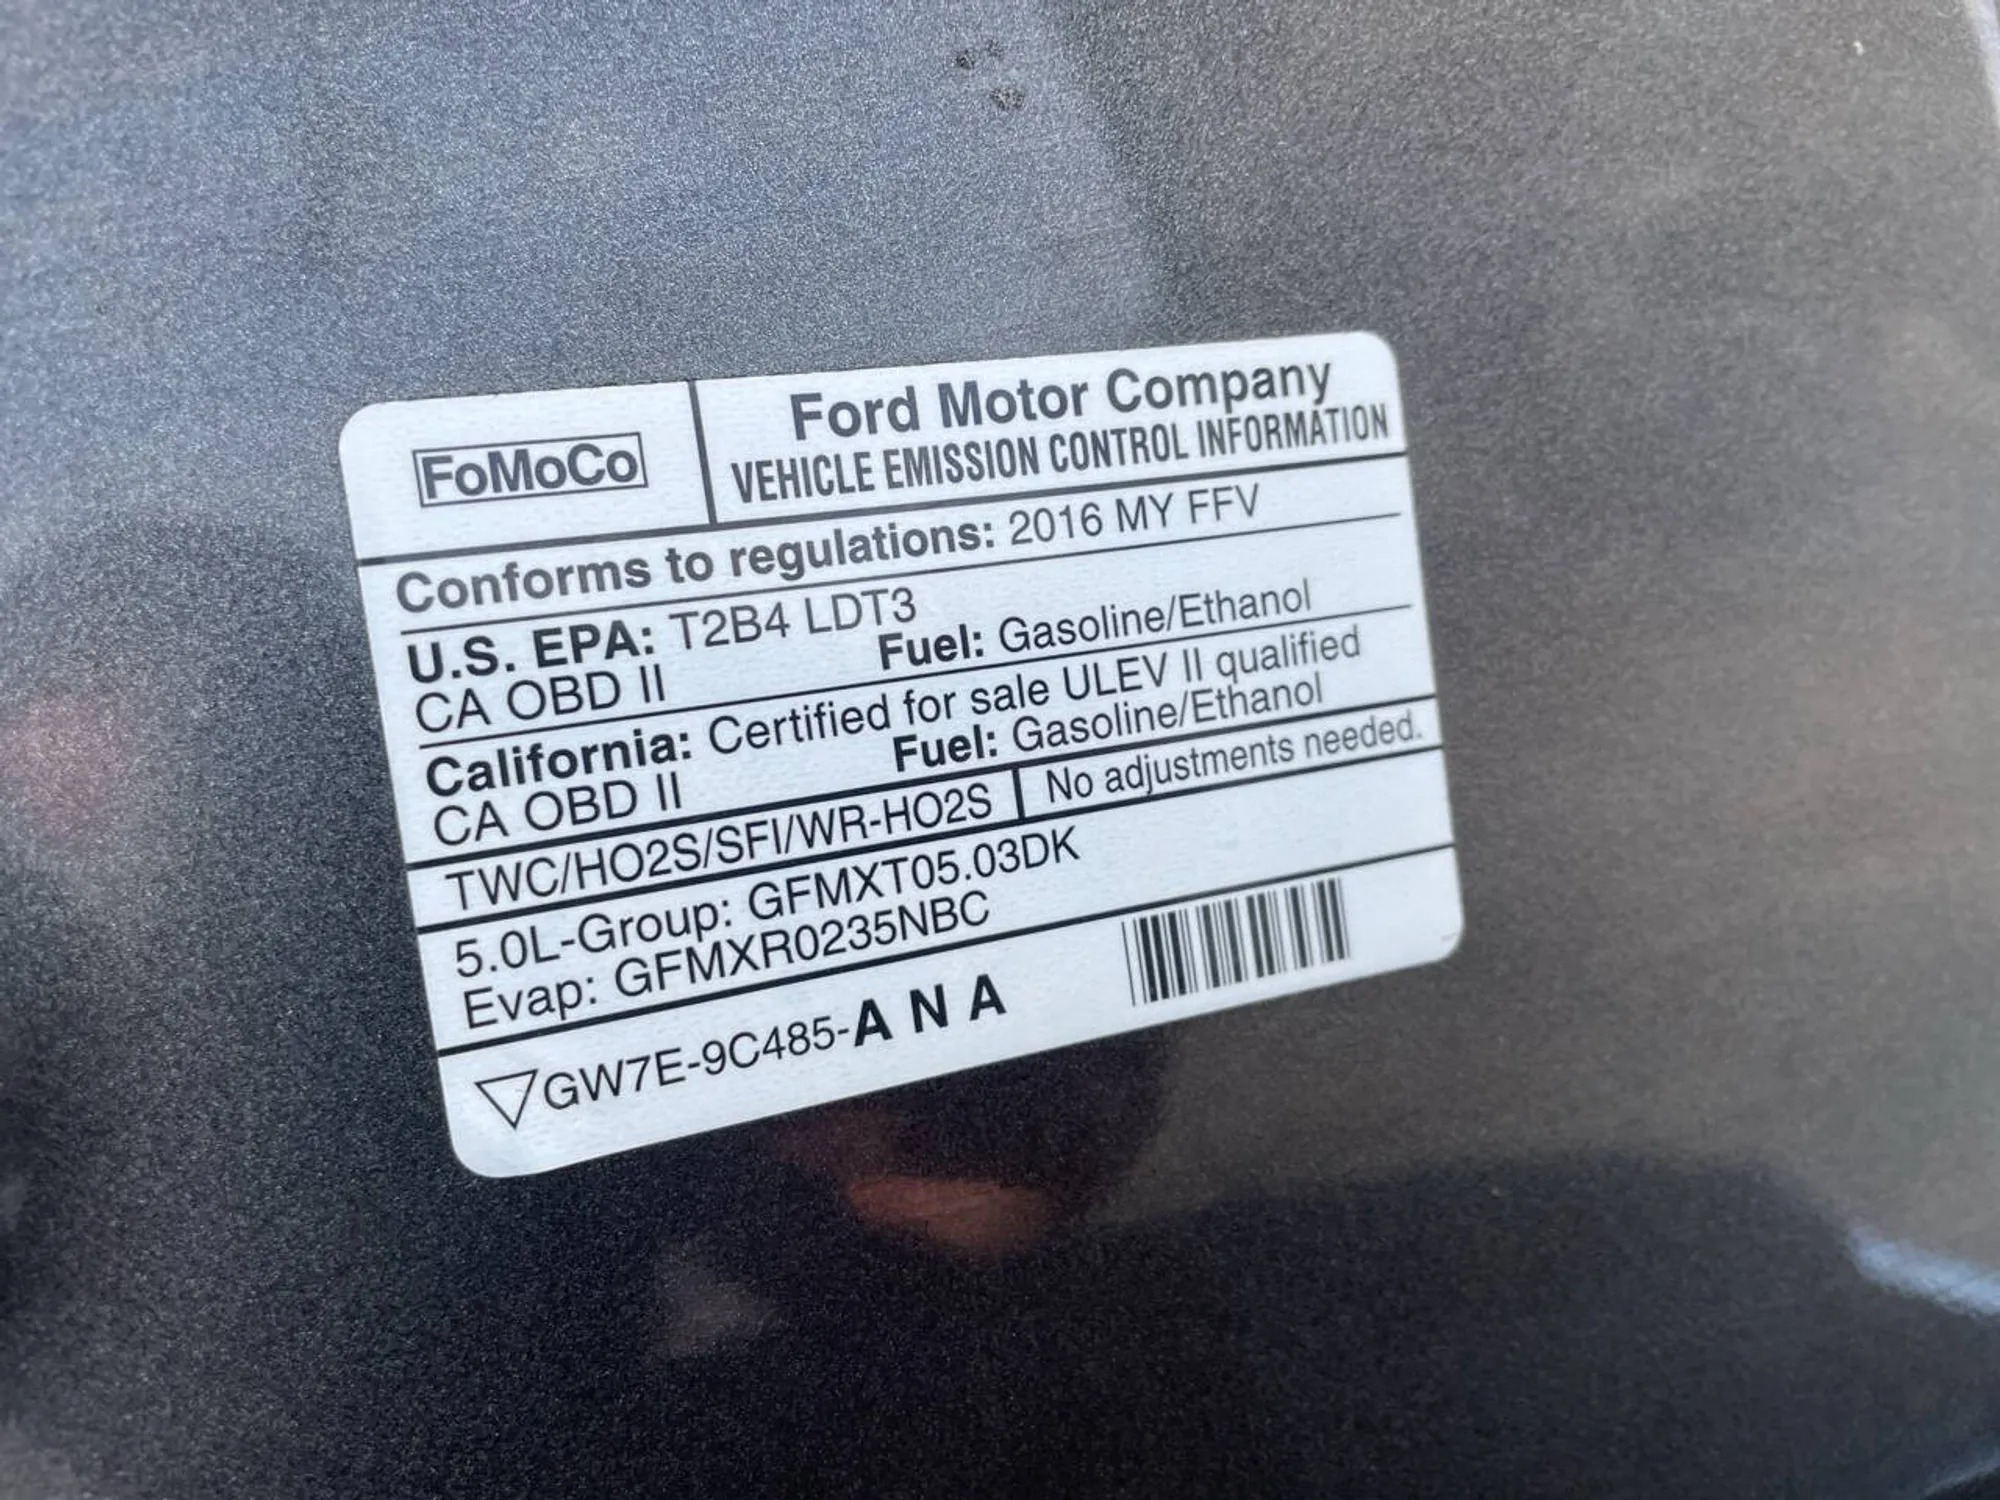 FoMoCo
Ford Motor Company
VEHICLE EMISSION CONTROL INFORMATION
Conforms to regulations: 2016 MY FFV
U.S. EPA: T2B4 LDT3
CA OBD II Fuel: Gasoline/Ethanol
California: Certified for sale ULEV II qualified
CA OBD II Fuel: Gasoline/Ethanol
TWC/HO2S/SFI/WR-HO2S No adjustments needed.
5.0L-Group: GFMXT05.03DK
Evap: GFMXR0235NBC
GW7E-9C485-A N A